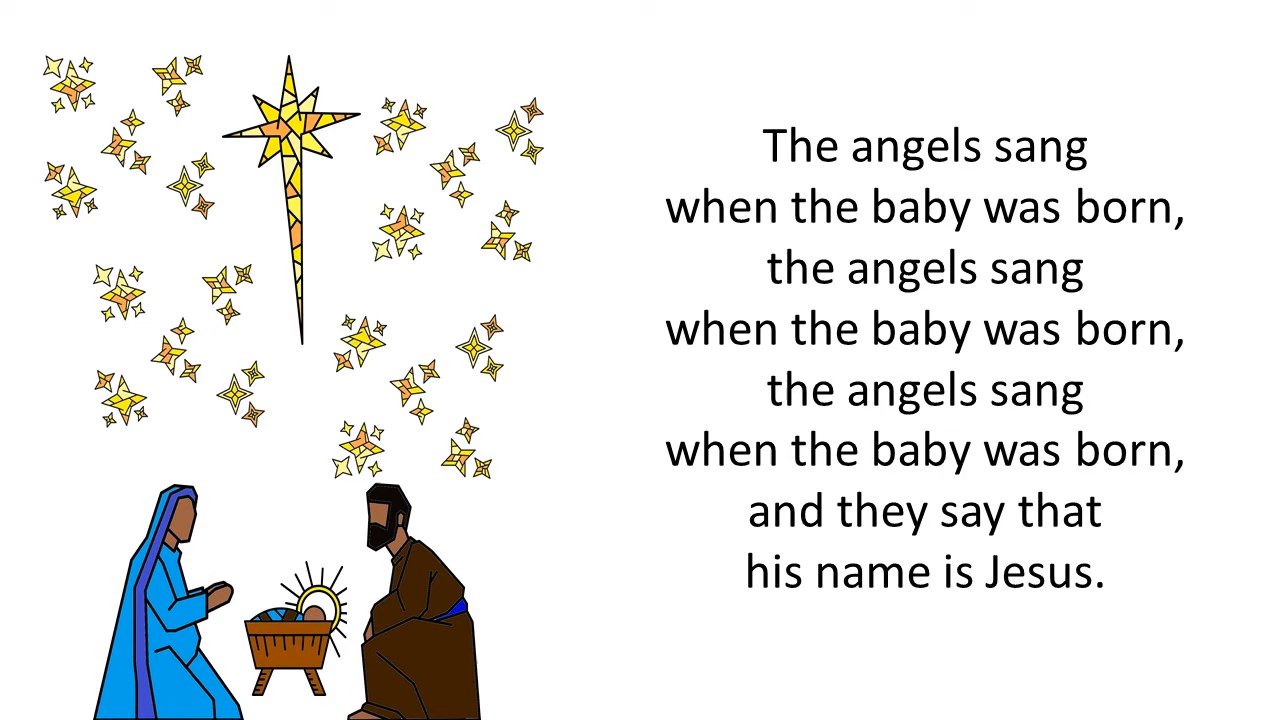 The angels sang
when the baby was born,
the angels sang
when the baby was born,
the angels sang
when the baby was born,
and they say that
his name is Jesus.